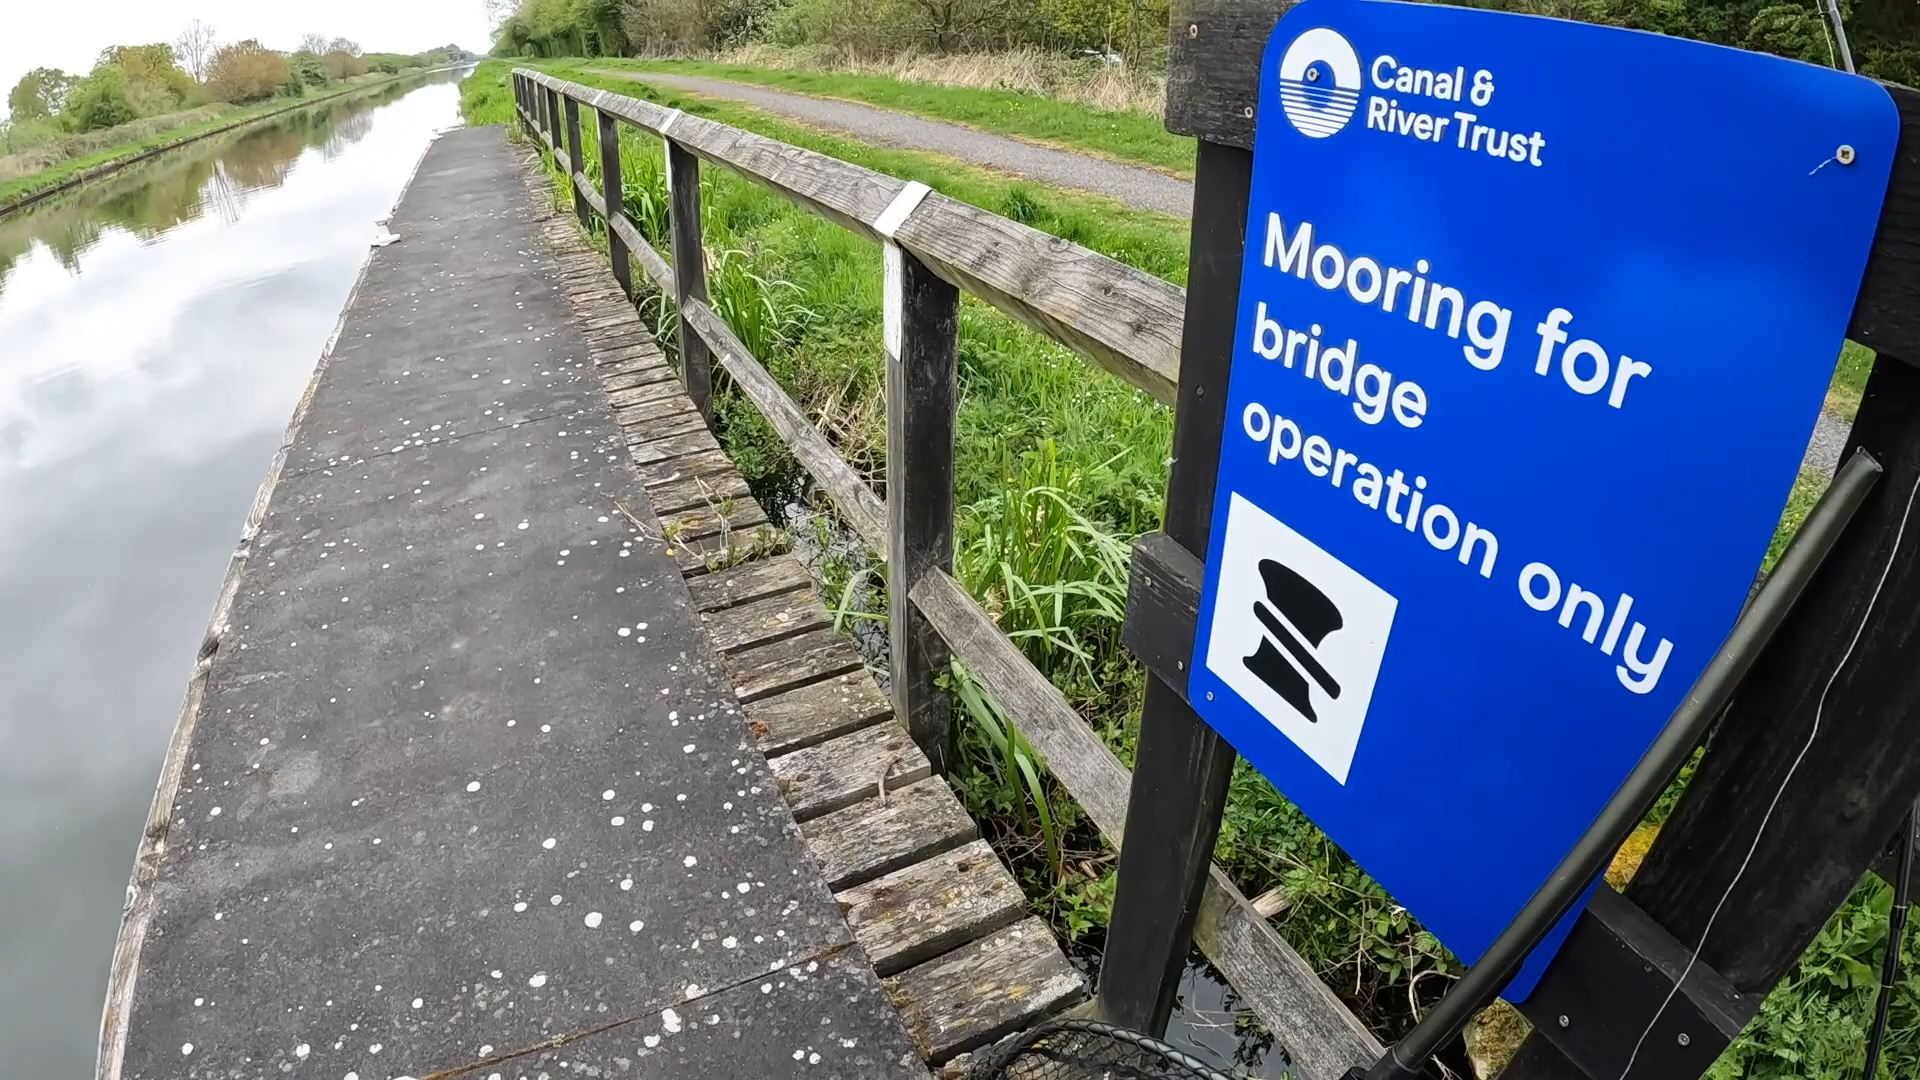 Canal &
River Trust
Mooring for
bridge
operation only